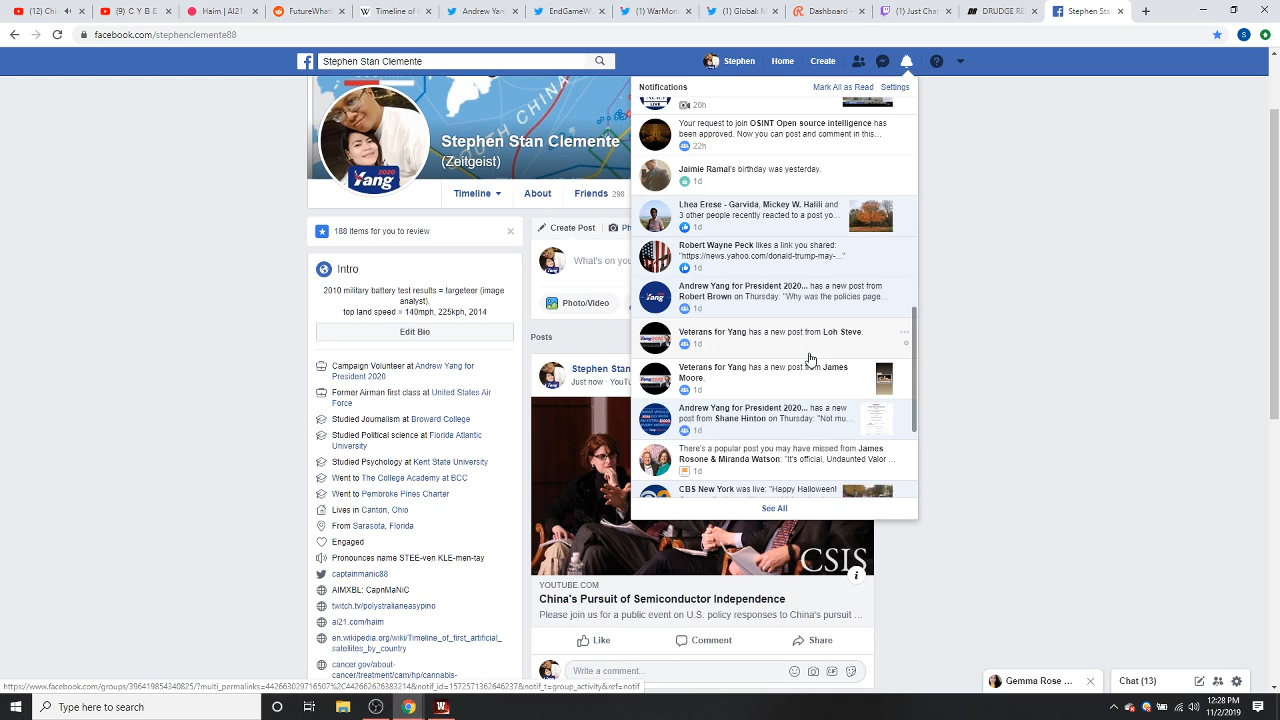 (12) Chi
(9) C Y B E
Haim | AI21
FutureWhat
Timeline of f
Andrew Yang
EndGameWW
(1) WarMon
(1) Global M
Dashboard -
(1) Just Cha
DRUDGE RE
Stephen Sta
facebook.com/stephenclemente88
Stephen Stan Clemente
Stephen
Home
Create
Notifications
Mark All as Read
Settings
LIVE
20h
Your request to join OSINT Open source intelligence has
been approved. Now you can post and comment in this...
22h
Jaimie Ramal's birthday was yesterday.
1d
Lhea Erese - Garvida, Mickey W. Halili and
3 other people recently reacted to a post yo...
1d
Robert Wayne Peck likes a link you shared:
"https://news.yahoo.com/donald-trump-may-..."
1d
Andrew Yang for President 2020... has a new post from
Robert Brown on Thursday: "Why was the policies page...
1d
Veterans for Yang has a new post from Loh Steve.
1d
Veterans for Yang has a new post from James
Moore.
1d
Andrew Yang for President 2020... has a new
post from Shane Hinton on Thursday: "Not mu...
1d
There's a popular post you may have missed from James
Rosone & Miranda Watson: "It's official, Undaunted Valor ...
1d
CBS New York was live: "Happy Halloween!
See All
CHINA
Stephen Stan Clemente
(Zeitgeist)
Yang 2020
Timeline
About
Friends 296
188 items for you to review
Intro
2010 military battery test results = targeteer (image
analyst),
top land speed = 140mph, 225kph, 2014
Edit Bio
Campaign Volunteer at Andrew Yang for
President 2020
Former Airman first class at United States Air
Force
Studied Journalism at Broward College
Studied Political science at Florida Atlantic
University
Studied Psychology at Kent State University
Went to The College Academy at BCC
Went to Pembroke Pines Charter
Lives in Canton, Ohio
From Sarasota, Florida
Engaged
Pronounces name STEE-ven KLE-men-tay
captainmanic88
AIMXBL: CapnMaNiC
twitch.tv/polystralianeasypino
ai21.com/haim
en.wikipedia.org/wiki/Timeline_of_first_artificial_
satellites_by_country
cancer.gov/about-
cancer/treatment/cam/hp/cannabis-
Create Post
Ph
What's on you
Photo/Video
Posts
Stephen Stan
Just now · YouTu
CSIS
YOUTUBE.COM
China's Pursuit of Semiconductor Independence
Please join us for a public event on U.S. policy responses to China's pursuit ...
Like
Comment
Share
Write a comment...
Gemma Rose ...
Chat (13)
https://www.facebook.com/groups/396419854340825/?multi_permalinks=442663029716507%2C442662626383214&notif_id=1572571362646237&notif_t=group_activity&ref=notif
Type here to search
12:28 PM
11/2/2019